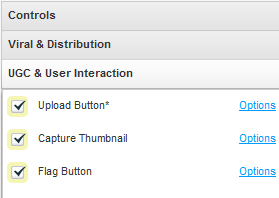 Controls
Viral & Distribution
UGC & User Interaction
Upload Button* Options
Capture Thumbnail Options
Flag Button Options